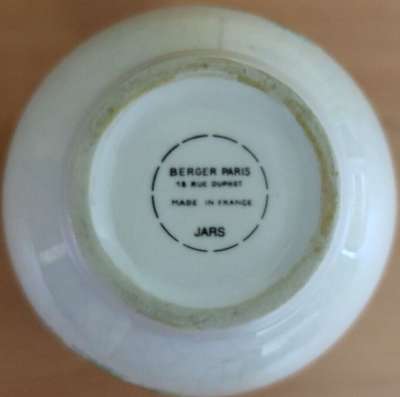 BERGER PARIS
18 RUE DUPHOT
MADE IN FRANCE
JARS